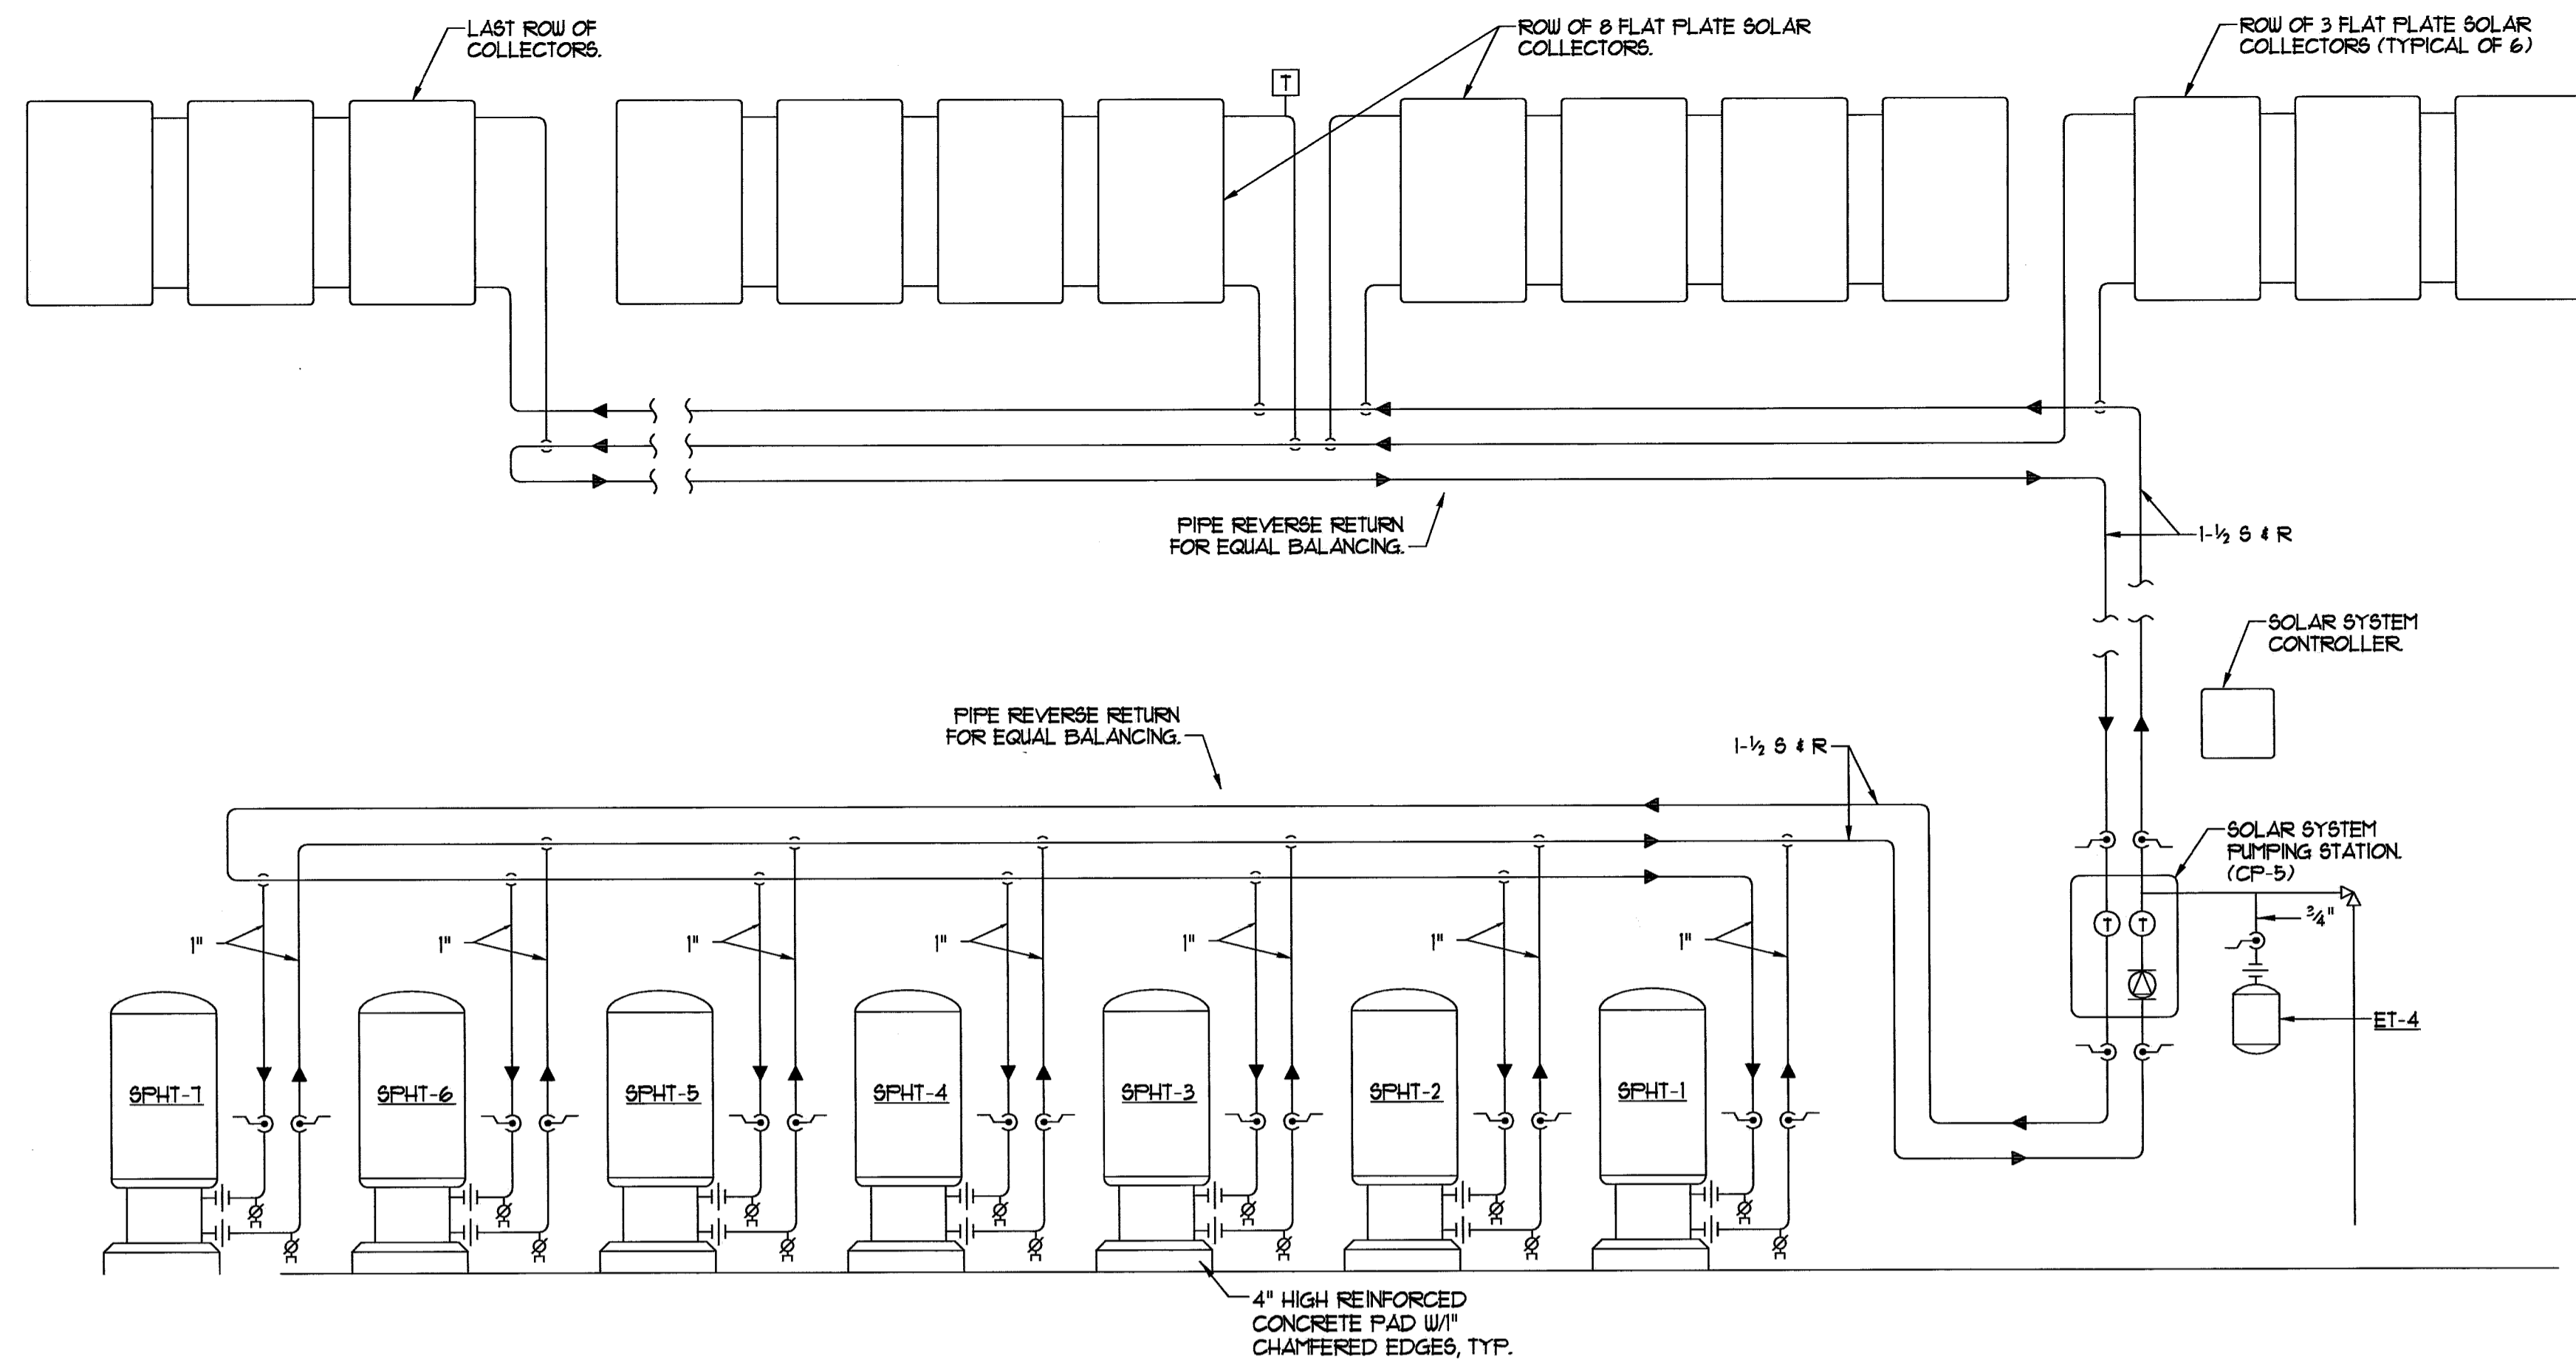 LAST ROW OF
COLLECTORS.
ROW OF 8 FLAT PLATE SOLAR
COLLECTORS.
ROW OF 3 FLAT PLATE SOLAR
COLLECTORS (TYPICAL OF 6)
T
PIPE REVERSE RETURN
FOR EQUAL BALANCING.
1-½ S & R
SOLAR SYSTEM
CONTROLLER
PIPE REVERSE RETURN
FOR EQUAL BALANCING.
1-½ S & R
SOLAR SYSTEM
PUMPING STATION.
(CP-5)
T
T
¾"
1"
1"
1"
1"
1"
1"
1"
ET-4
SPHT-7
SPHT-6
SPHT-5
SPHT-4
SPHT-3
SPHT-2
SPHT-1
4" HIGH REINFORCED
CONCRETE PAD W/1"
CHAMFERED EDGES, TYP.